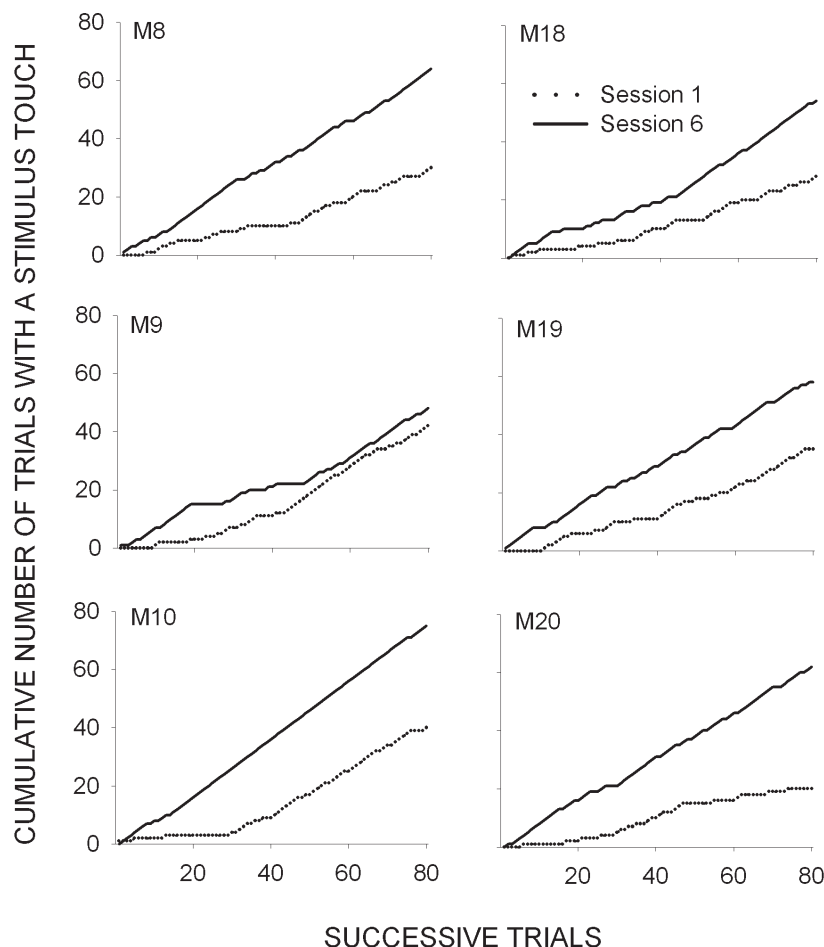 CUMULATIVE NUMBER OF TRIALS WITH A STIMULUS TOUCH
M8
80
60
40
20
0
M18
Session 1
Session 6
M9
80
60
40
20
0
M19
M10
80
60
40
20
0
20 40 60 80
M20
20 40 60 80
SUCCESSIVE TRIALS